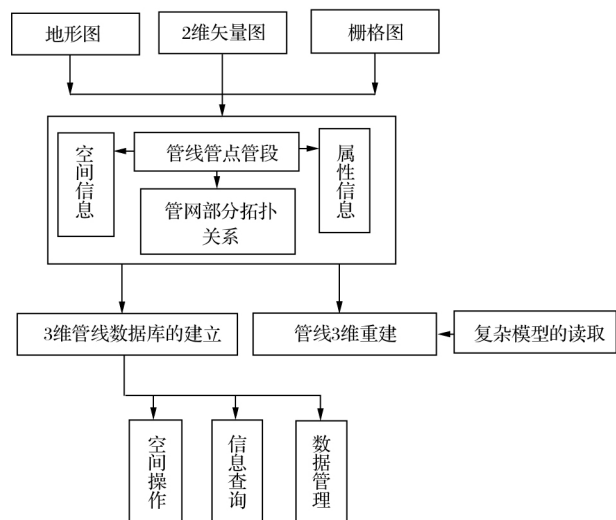 地形图
2维矢量图
栅格图
空间信息
管线管点管段
属性信息
管网部分拓扑
关系
3维管线数据库的建立
管线3维重建
复杂模型的读取
空间操作
信息查询
数据管理